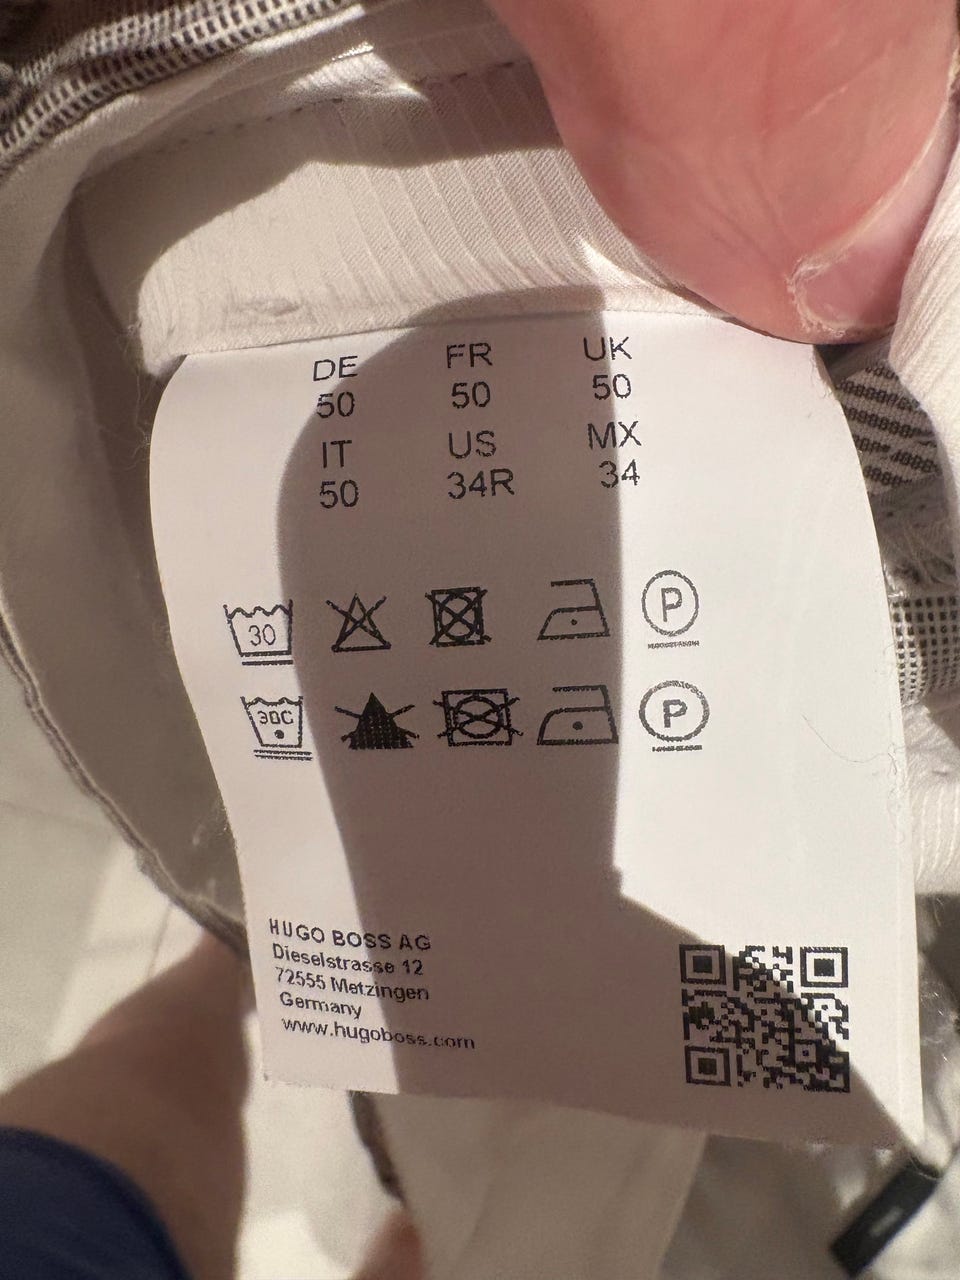 DE FR UK
50 50 50
IT US MX
50 34R 34
30 P
30C P
HUGO BOSS AG
Dieselstrasse 12
72555 Metzingen
Germany
www.hugoboss.com